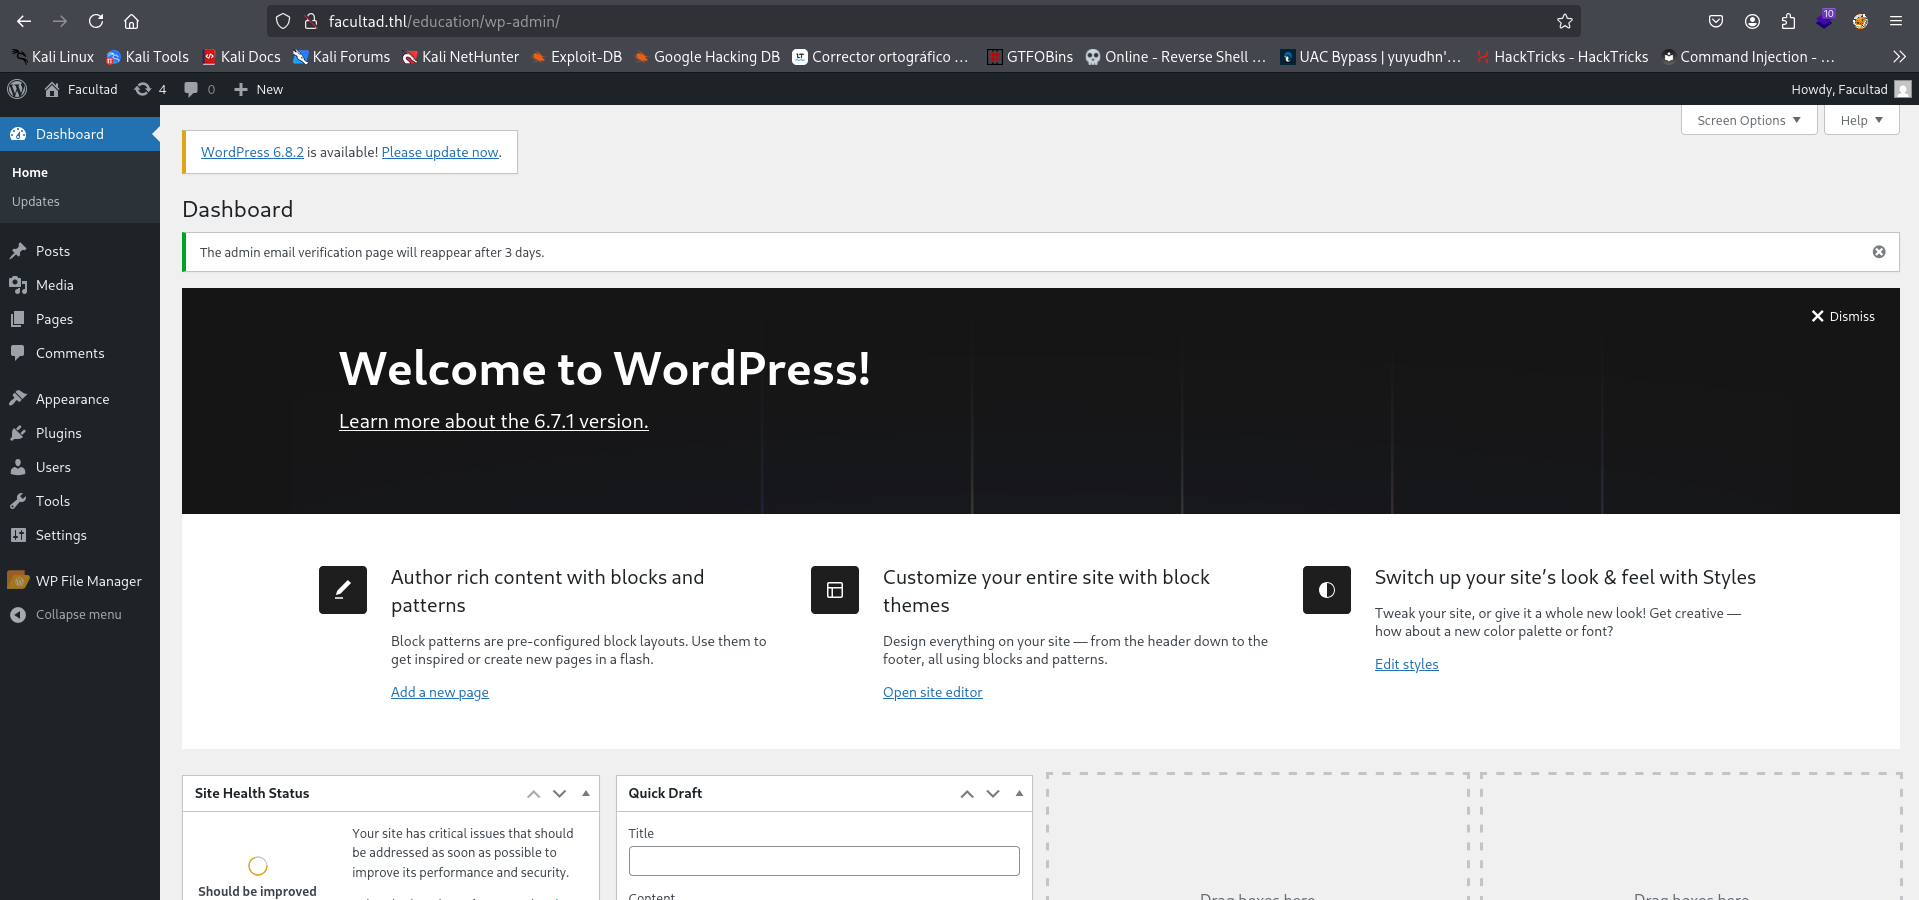 facultad.thl/education/wp-admin/
10
Kali Linux Kali Tools Kali Docs Kali Forums Kali NetHunter Exploit-DB Google Hacking DB Corrector ortográfico … GTFOBins Online - Reverse Shell … UAC Bypass | yuyudhn'… HackTricks - HackTricks Command Injection - …
Facultad 4 0 New Howdy, Facultad
Dashboard
Home
Updates
Posts
Media
Pages
Comments
Appearance
Plugins
Users
Tools
Settings
WP File Manager
Collapse menu
Screen Options Help
WordPress 6.8.2 is available! Please update now.
Dashboard
The admin email verification page will reappear after 3 days.
Dismiss
Welcome to WordPress!
Learn more about the 6.7.1 version.
Author rich content with blocks and
patterns
Block patterns are pre-configured block layouts. Use them to
get inspired or create new pages in a flash.
Add a new page
Customize your entire site with block
themes
Design everything on your site — from the header down to the
footer, all using blocks and patterns.
Open site editor
Switch up your site's look & feel with Styles
Tweak your site, or give it a whole new look! Get creative —
how about a new color palette or font?
Edit styles
Site Health Status
Should be improved
Your site has critical issues that should
be addressed as soon as possible to
improve its performance and security.
Quick Draft
Title
Content
Drag boxes here
Drag boxes here